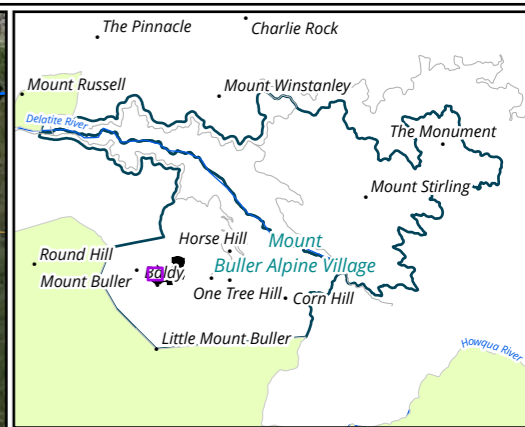 The Pinnacle
Charlie Rock
Mount Russell
Mount Winstanley
Delatite River
The Monument
Mount Stirling
Horse Hill
Mount
Buller Alpine Village
Round Hill
Mount Buller
Baldy,
One Tree Hill
Corn Hill
Little Mount Buller
Howqua River